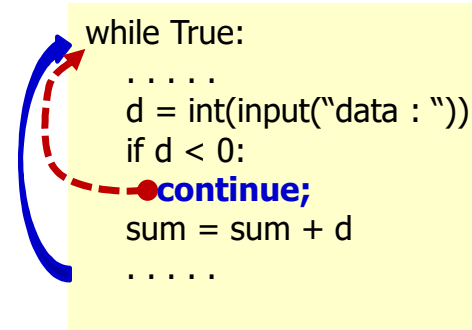 while True:
. . . . .
d = int(input(“data : “))
if d < 0:
continue;
sum = sum + d
. . . . .